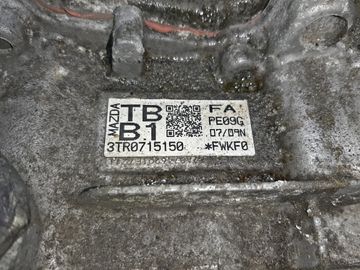 MAZDA
TB FA
B1 PE09G
07/09N
3TR0715150 *FWKF0